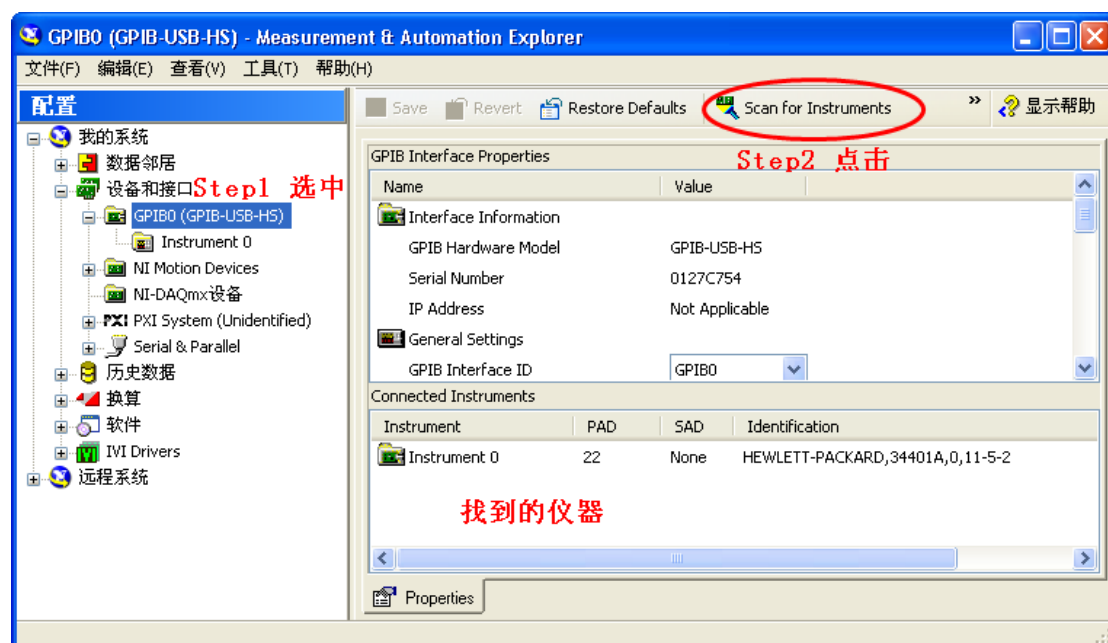 GPIB0 (GPIB-USB-HS) - Measurement & Automation Explorer
文件(F) 编辑(E) 查看(V) 工具(T) 帮助(H)
配置
我的系统
数据邻居
设备和接口
Step1 选中
GPIB0 (GPIB-USB-HS)
Instrument 0
NI Motion Devices
NI-DAQmx设备
PXI PXI System (Unidentified)
Serial & Parallel
历史数据
换算
软件
IVI Drivers
远程系统
Save Revert Restore Defaults Scan for Instruments » 显示帮助
Step2 点击
GPIB Interface Properties
Name Value
Interface Information
GPIB Hardware Model GPIB-USB-HS
Serial Number 0127C754
IP Address Not Applicable
General Settings
GPIB Interface ID GPIB0
Connected Instruments
Instrument PAD SAD Identification
Instrument 0 22 None HEWLETT-PACKARD,34401A,0,11-5-2
找到的仪器
Properties